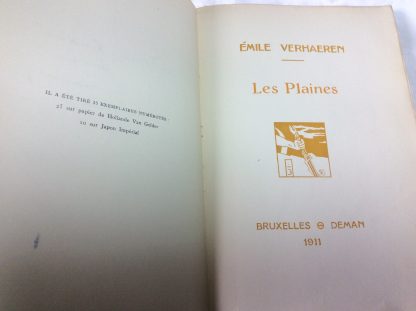 IL A ÉTÉ TIRÉ 35 EXEMPLAIRES NUMÉROTÉS :
25 sur papier de Hollande Van Gelder
10 sur Japon Impérial
ÉMILE VERHAEREN
Les Plaines
BRUXELLES DEMAN
1911